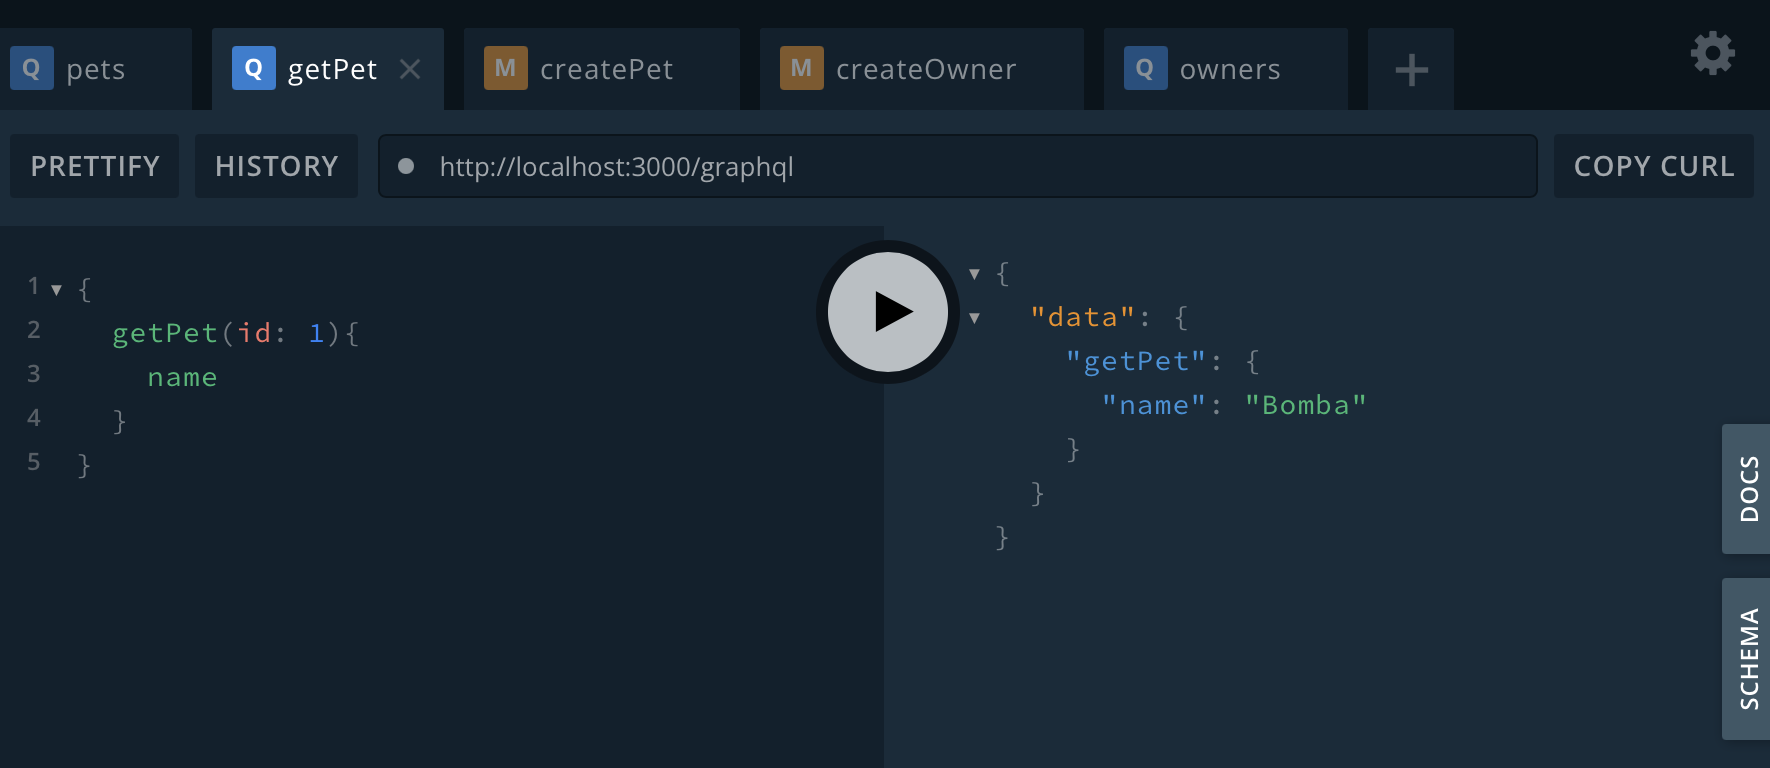 Q pets Q getPet × M createPet M createOwner Q owners +
PRETTIFY HISTORY http://localhost:3000/graphql COPY CURL
1 ▼ {
2 getPet(id: 1){
3 name
4 }
5 }
▼ {
▼ "data": {
"getPet": {
"name": "Bomba"
}
}
}
DOCS
SCHEMA